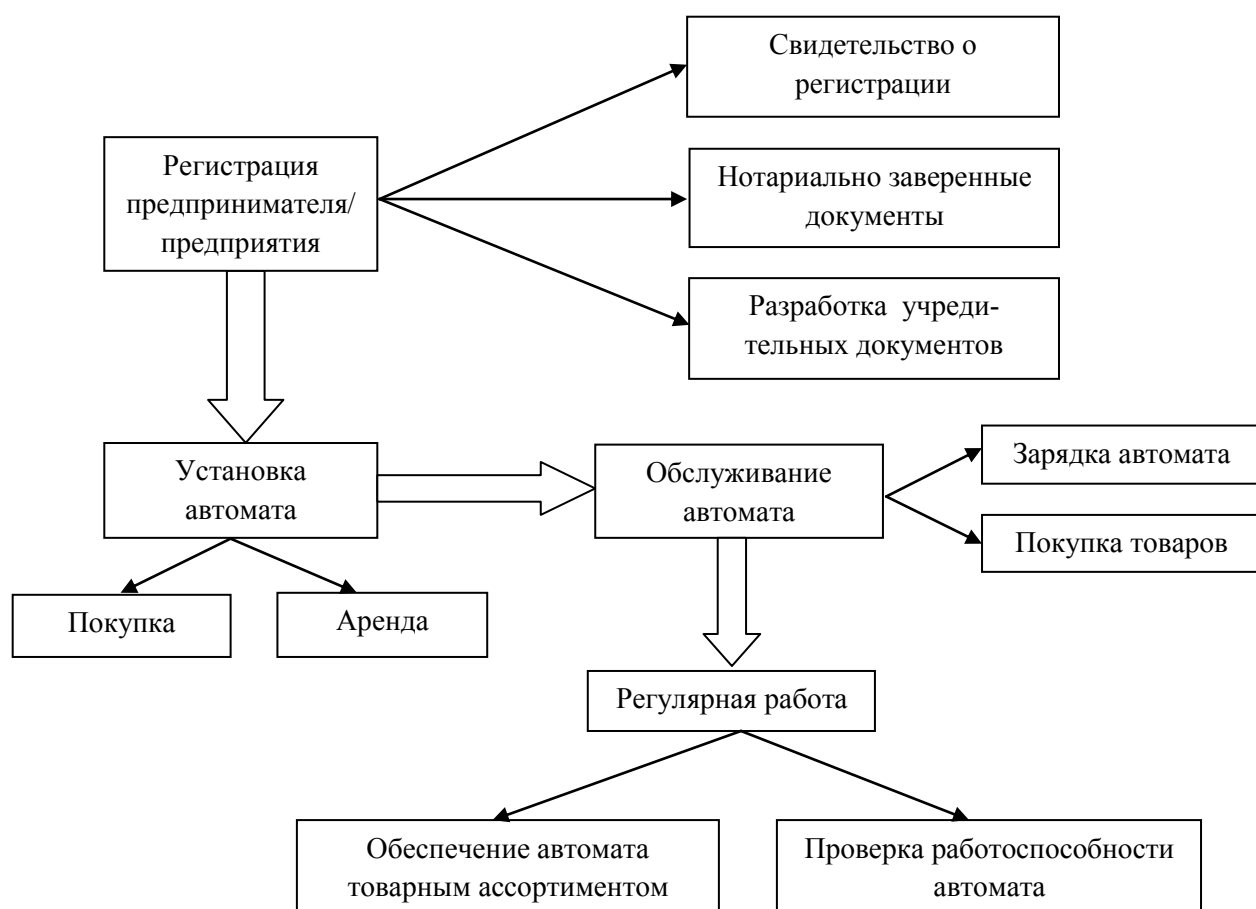 Свидетельство о
регистрации
Регистрация
предпринимателя/
предприятия
Нотариально заверенные
документы
Разработка учреди-
тельных документов
Установка
автомата
Обслуживание
автомата
Зарядка автомата
Покупка товаров
Покупка
Аренда
Регулярная работа
Обеспечение автомата
товарным ассортиментом
Проверка работоспособности
автомата